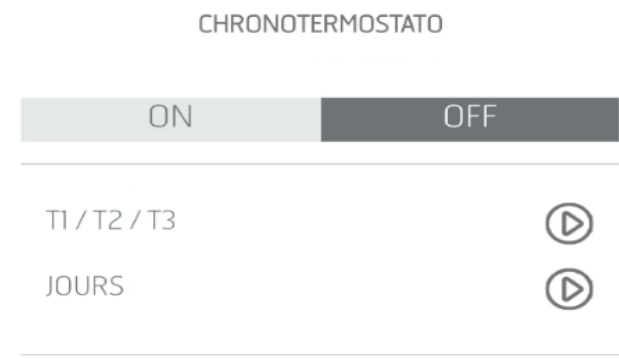 CHRONOTERMOSTATO
ON OFF
T1 / T2 / T3
JOURS